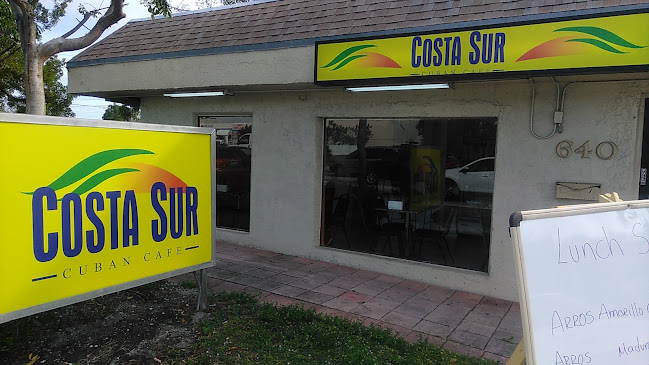 COSTA SUR
CUBAN CAFE
640
COSTA SUR
CUBAN CAFE
LUNCH
ARROS AMARillo
ARROS